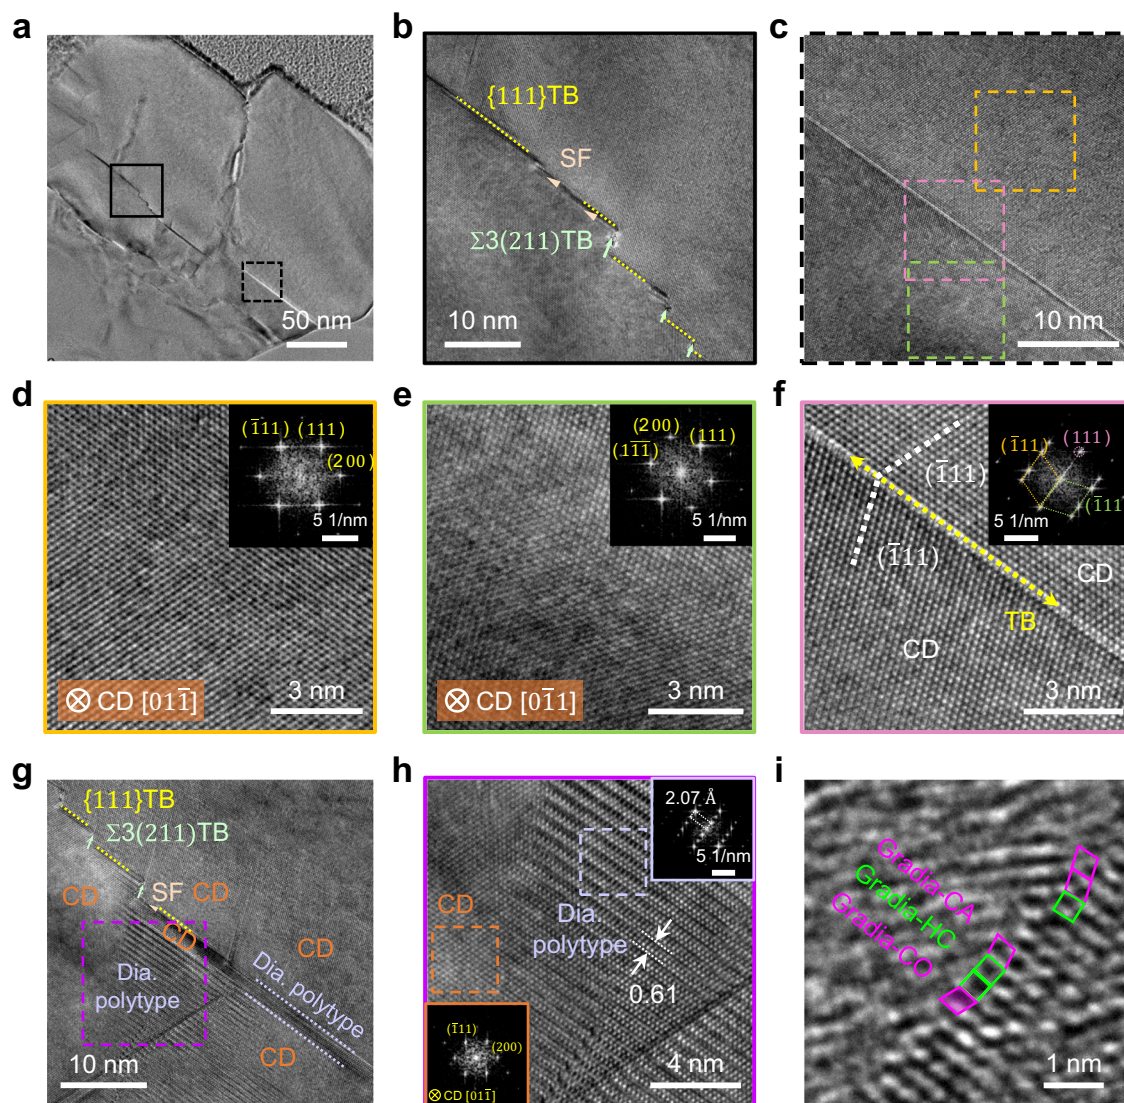 a
50 nm
b
{111}TB
SF
Σ3(211)TB
10 nm
c
10 nm
d
(1̅11) (111)
(200)
5 1/nm
⊗ CD [011̅]
3 nm
e
(200)
(11̅1̅) (111)
5 1/nm
⊗ CD [01̅1]
3 nm
f
(1̅11)
(1̅11)
TB
CD
CD
(1̅11) (111)
(1̅11)
5 1/nm
3 nm
g
{111}TB
Σ3(211)TB
CD
SF
CD
CD
CD
Dia.
polytype
Dia. polytype
CD
10 nm
h
2.07 Å
5 1/nm
CD
Dia.
polytype
0.61
(1̅11)
(200)
⊗ CD [011̅]
4 nm
i
Gradia-CA
Gradia-HC
Gradia-CO
1 nm